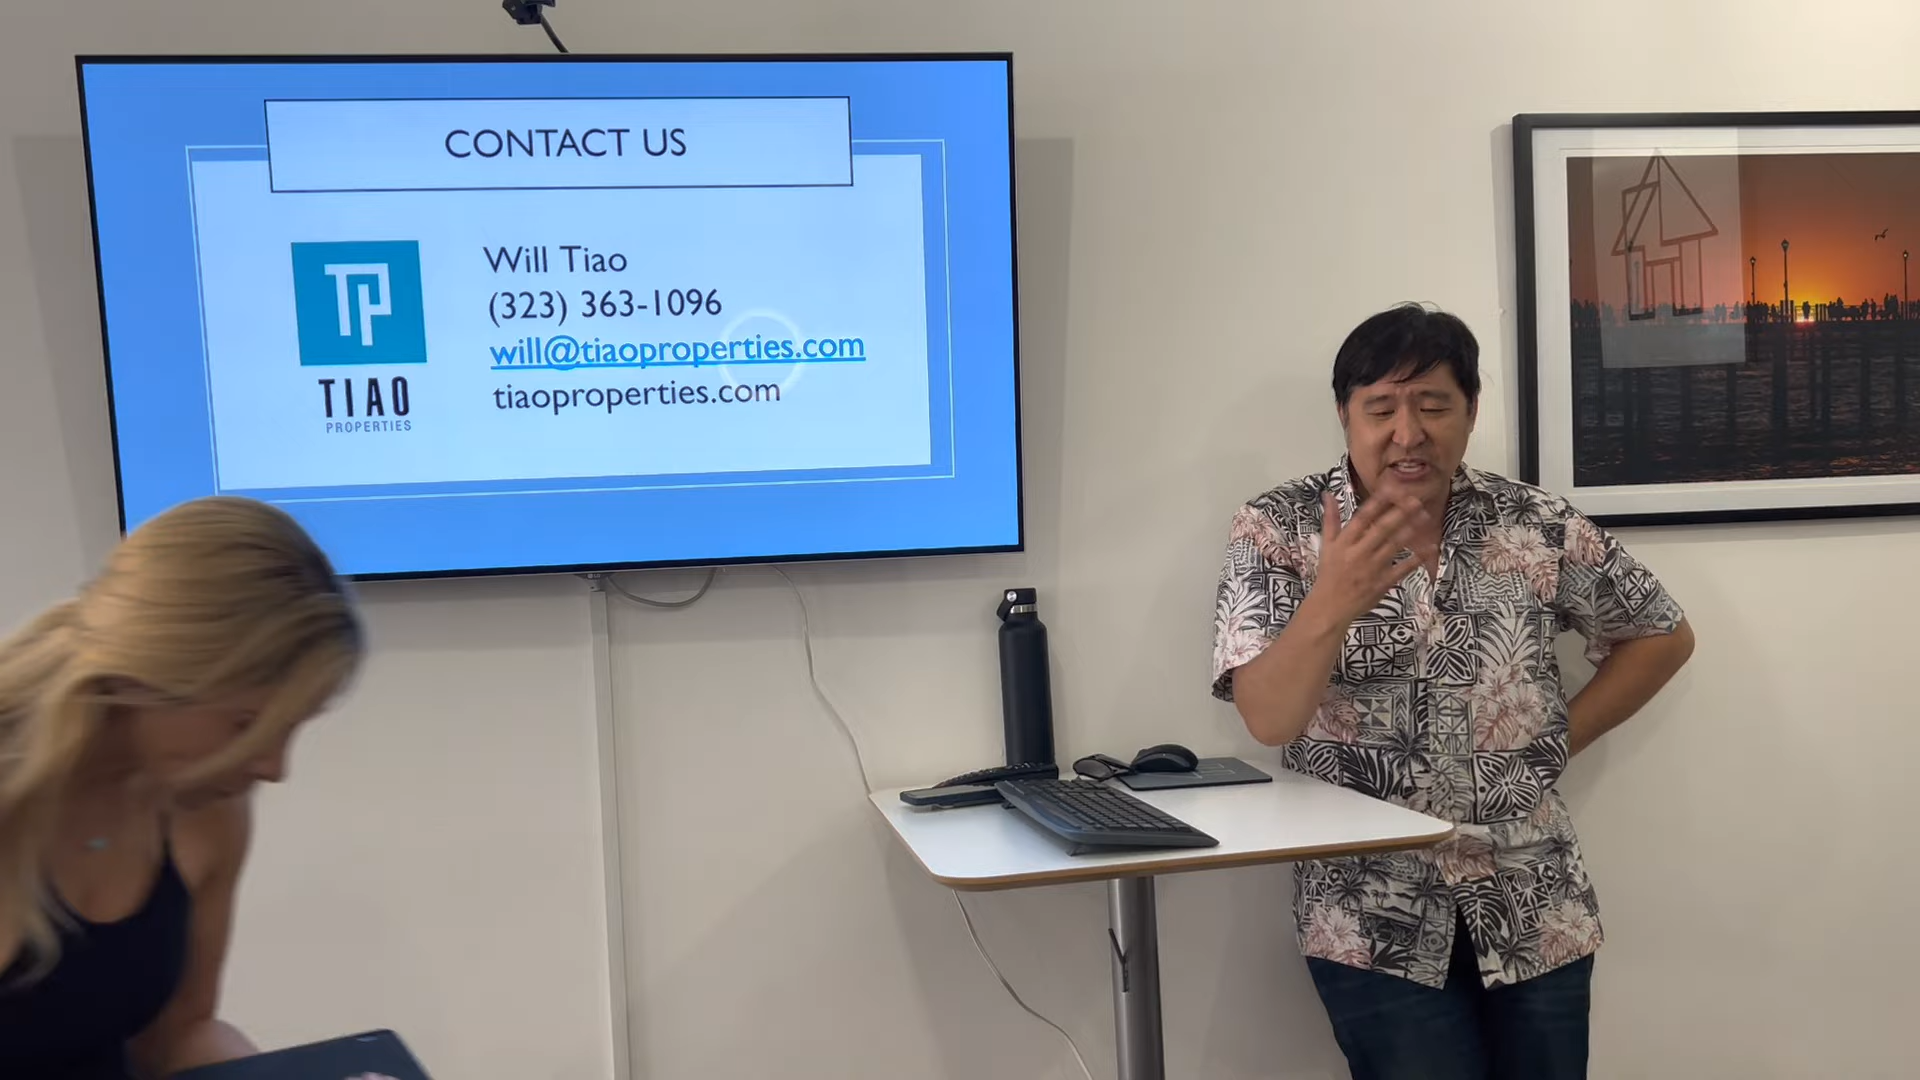 CONTACT US
Will Tiao
(323) 363-1096
will@tiaoproperties.com
tiaoproperties.com
TP
TIAO
PROPERTIES